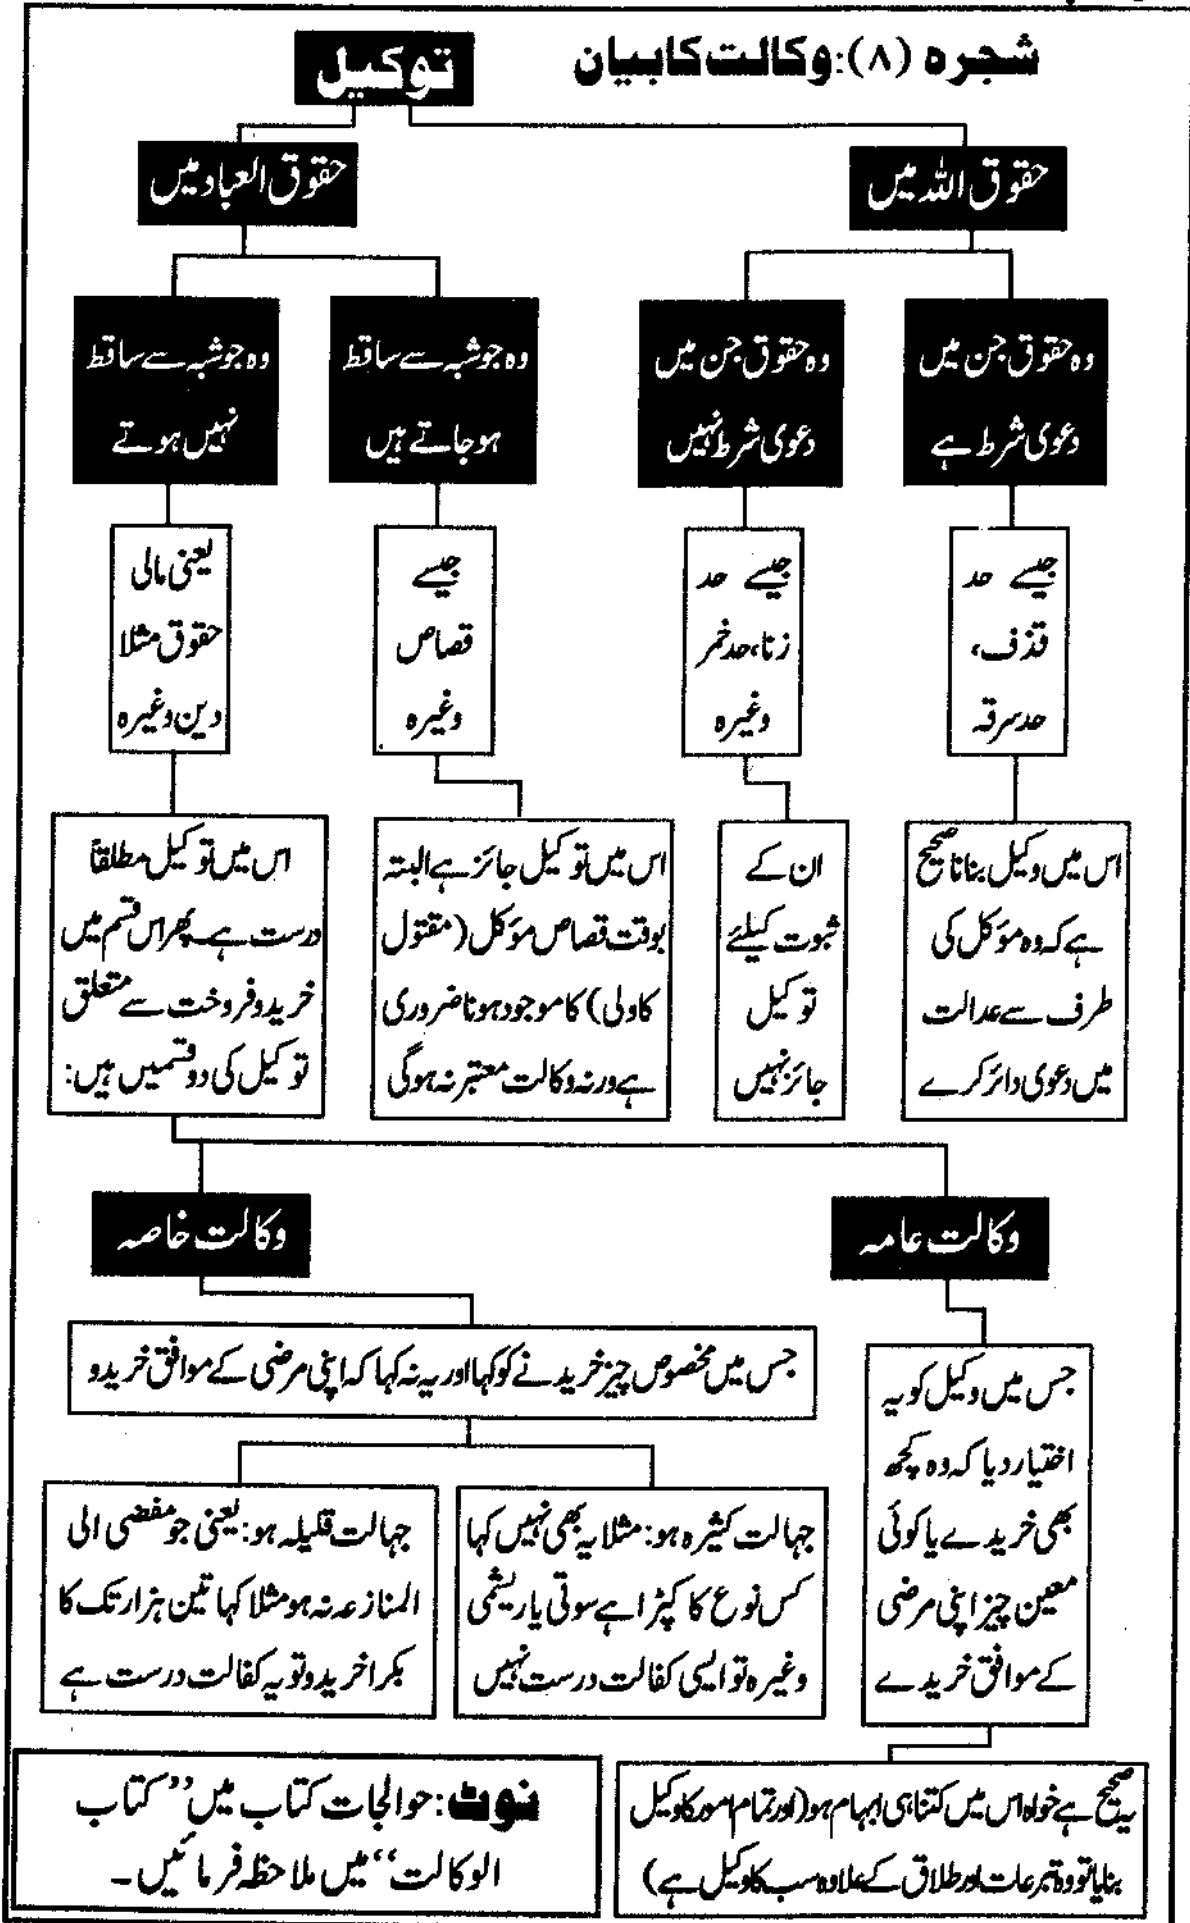 شجرہ (۸): وکالت کا بیان
توکیل
حقوق اللہ میں
حقوق العباد میں
وہ حقوق جن میں
دعوی شرط ہے
وہ حقوق جن میں
دعوی شرط نہیں
وہ جو شبہ سے ساقط
ہو جاتے ہیں
وہ جو شبہ سے ساقط
نہیں ہوتے
جیسے حد
قذف،
حد سرقہ
جیسے حد
زنا، حد خمر
وغیرہ
جیسے
قصاص
وغیرہ
یعنی مالی
حقوق مثلا
دین وغیرہ
اس میں وکیل بنانا صحیح
ہے کہ وہ مؤکل کی
طرف سے عدالت
میں دعوی دائر کرے
ان کے
ثبوت کیلئے
توکیل
جائز نہیں
اس میں توکیل جائز ہے البتہ
بوقت قصاص مؤکل (مقتول
کا ولی) کا موجود ہونا ضروری
ہے ورنہ وکالت معتبر نہ ہوگی
اس میں توکیل مطلقاً
درست ہے۔ پھر اس قسم میں
خرید و فروخت سے متعلق
توکیل کی دو قسمیں ہیں:
وکالت عامہ
وکالت خاصہ
جس میں وکیل کو یہ
اختیار دیا کہ وہ کچھ
بھی خریدے یا کوئی
معین چیز اپنی مرضی
کے موافق خریدے
جس میں مخصوص چیز خریدنے کو کہا اور یہ نہ کہا کہ اپنی مرضی کے موافق خریدو
جہالت کثیرہ ہو: مثلا یہ بھی نہیں کہا
کس نوع کا کپڑا ہے سوتی یا ریشمی
وغیرہ تو ایسی کفالت درست نہیں
جہالت قلیلہ ہو: یعنی جو مفضی الی
المنازعہ نہ ہو مثلا کہا تین ہزار تک کا
بکرا خریدو تو یہ کفالت درست ہے
یہ صحیح ہے خواہ اس میں کتنا ہی ابہام ہو (اور تمام امور کا وکیل
بنایا تو وہ تبرعات اور طلاق کے علاوہ سب کا وکیل ہے)
نوٹ: حوالجات کتاب میں ”کتاب
الوکالت“ میں ملاحظہ فرمائیں۔